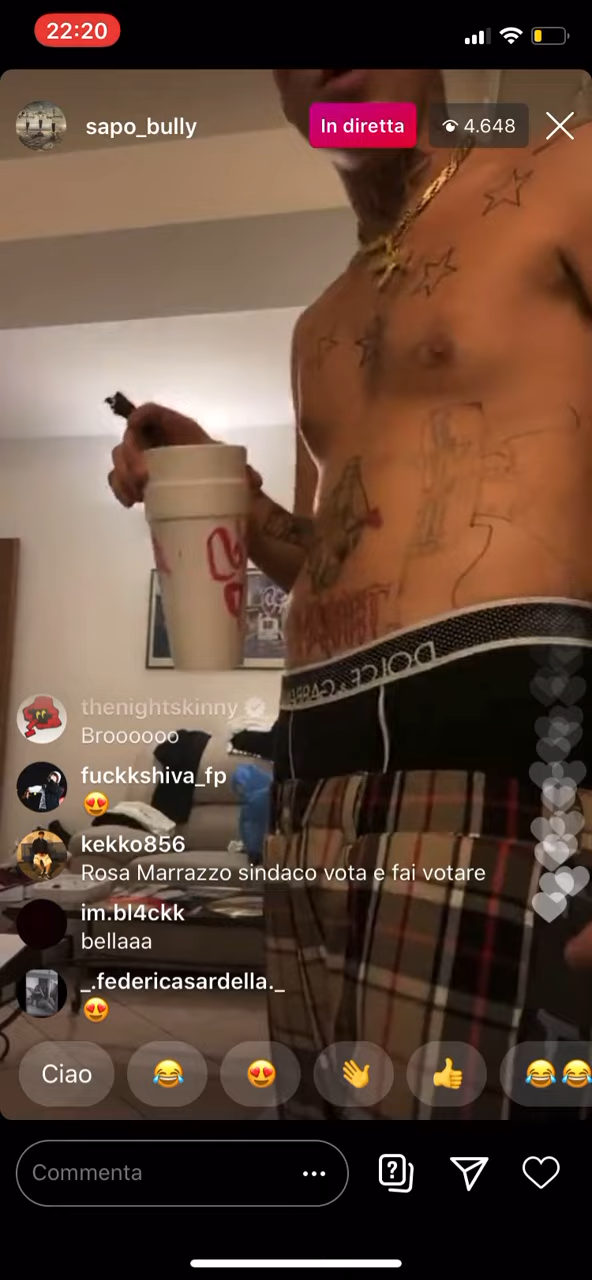 22:20
sapo_bully
In diretta
4.648
DOLCE & GABBA
thenightskinny
Broooooo
fuckkshiva_fp
😍
kekko856
Rosa Marrazzo sindaco vota e fai votare
im.bl4ckk
bellaaa
_.federicasardella._
😍
Ciao 😂 😍 👋 👍 😂😂
Commenta